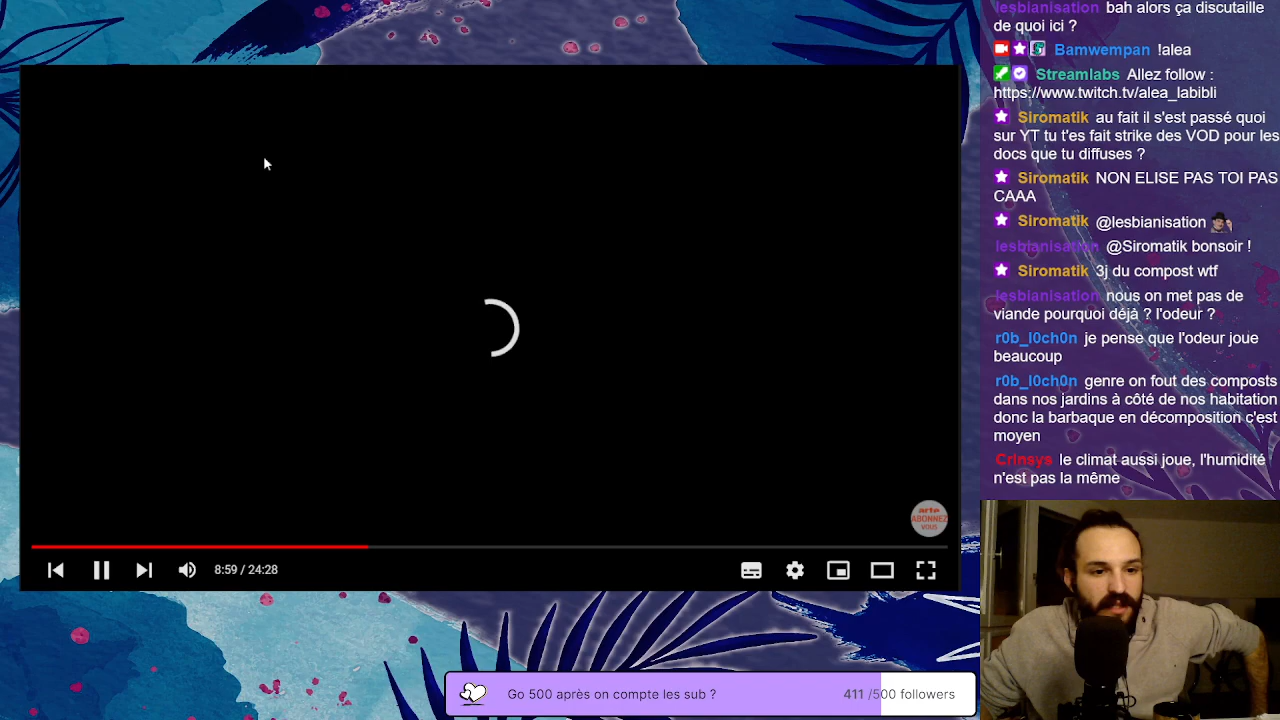 lesbianisation bah alors ça discutaille
de quoi ici ?
Bamwempan !alea
Streamlabs Allez follow :
https://www.twitch.tv/alea_labibli
Siromatik au fait il s'est passé quoi
sur YT tu t'es fait strike des VOD pour les
docs que tu diffuses ?
Siromatik NON ELISE PAS TOI PAS
CAAA
Siromatik @lesbianisation
lesbianisation @Siromatik bonsoir !
Siromatik 3j du compost wtf
lesbianisation nous on met pas de
viande pourquoi déjà ? l'odeur ?
r0b_l0ch0n je pense que l'odeur joue
beaucoup
r0b_l0ch0n genre on fout des composts
dans nos jardins à côté de nos habitation
donc la barbaque en décomposition c'est
moyen
Cr1nsys le climat aussi joue, l'humidité
n'est pas la même
arte
ABONNEZ
VOUS
8:59 / 24:28
Go 500 après on compte les sub ?
411 /500 followers